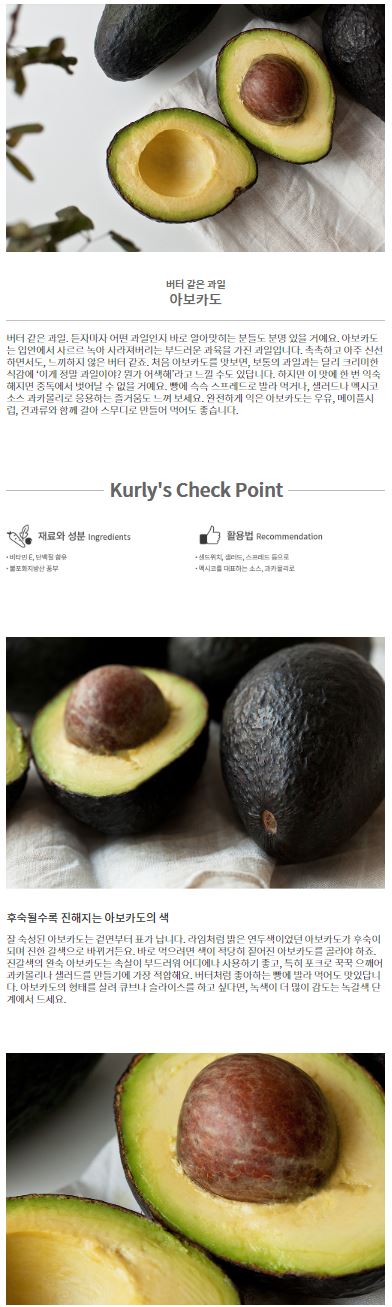 버터 같은 과일
아보카도
버터 같은 과일. 듣자마자 어떤 과일인지 바로 알아맞히는 분들도 분명 있을 거예요. 아보카도
는 입안에서 사르르 녹아 사라져버리는 부드러운 과육을 가진 과일입니다. 촉촉하고 아주 신선
하면서도, 느끼하지 않은 버터 같죠. 처음 아보카도를 맛보면, 보통의 과일과는 달리 크리미한
식감에 '이게 정말 과일이야? 뭔가 어색해'라고 느낄 수도 있답니다. 하지만 이 맛에 한 번 익숙
해지면 중독에서 벗어날 수 없을 거예요. 빵에 슥슥 스프레드로 발라 먹거나, 샐러드나 멕시코
소스 과카몰리로 응용하는 즐거움도 느껴 보세요. 완전하게 익은 아보카도는 우유, 메이플시
럽, 견과류와 함께 갈아 스무디로 만들어 먹어도 좋습니다.
Kurly's Check Point
재료와 성분 Ingredients
• 비타민 E, 단백질 함유
• 불포화지방산 풍부
활용법 Recommendation
• 샌드위치, 샐러드, 스프레드 등으로
• 멕시코를 대표하는 소스, 과카몰리로
후숙될수록 진해지는 아보카도의 색
잘 숙성된 아보카도는 겉면부터 표가 납니다. 라임처럼 밝은 연두색이었던 아보카도가 후숙이
되며 진한 갈색으로 바뀌거든요. 바로 먹으려면 색이 적당히 짙어진 아보카도를 골라야 하죠.
진갈색의 완숙 아보카도는 속살이 부드러워 어디에나 사용하기 좋고, 특히 포크로 꾹꾹 으깨어
과카몰리나 샐러드를 만들기에 가장 적합해요. 버터처럼 좋아하는 빵에 발라 먹어도 맛있답니
다. 아보카도의 형태를 살려 큐브나 슬라이스를 하고 싶다면, 녹색이 더 많이 감도는 녹갈색 단
계에서 드세요.